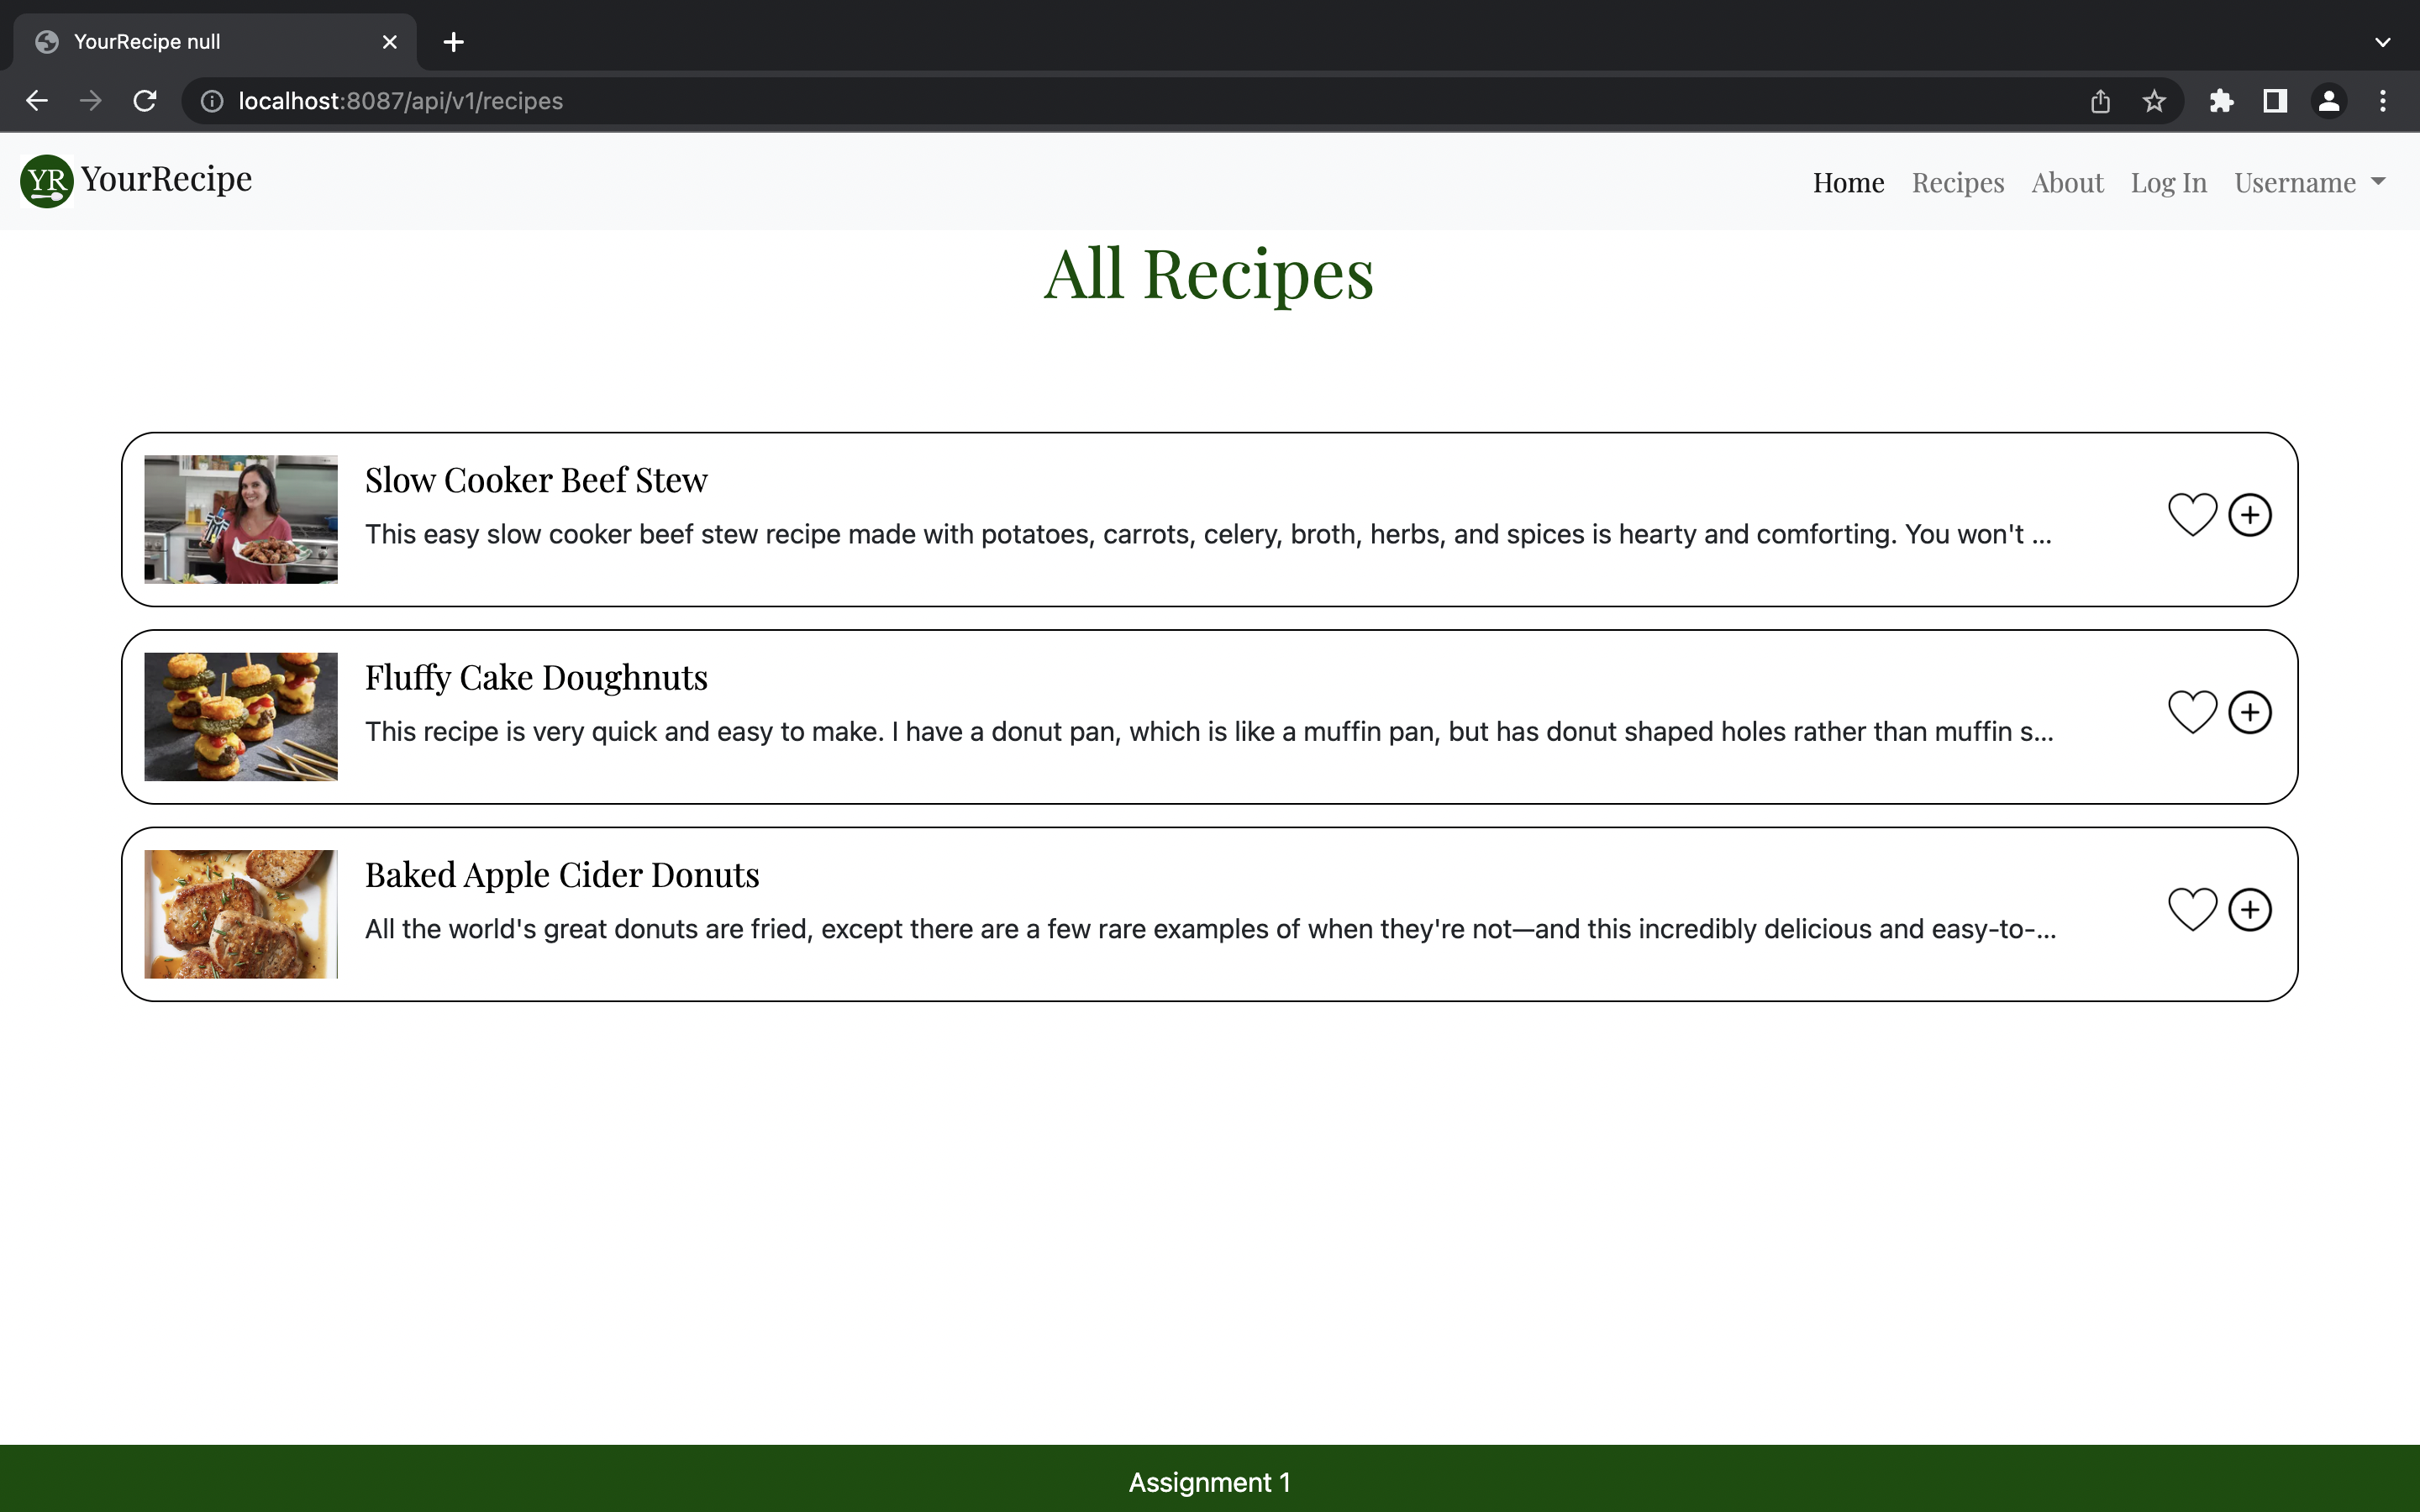 YourRecipe null
localhost:8087/api/v1/recipes
YR YourRecipe
Home Recipes About Log In Username
All Recipes
Slow Cooker Beef Stew
This easy slow cooker beef stew recipe made with potatoes, carrots, celery, broth, herbs, and spices is hearty and comforting. You won't ...
Fluffy Cake Doughnuts
This recipe is very quick and easy to make. I have a donut pan, which is like a muffin pan, but has donut shaped holes rather than muffin s...
Baked Apple Cider Donuts
All the world's great donuts are fried, except there are a few rare examples of when they're not—and this incredibly delicious and easy-to-...
Assignment 1